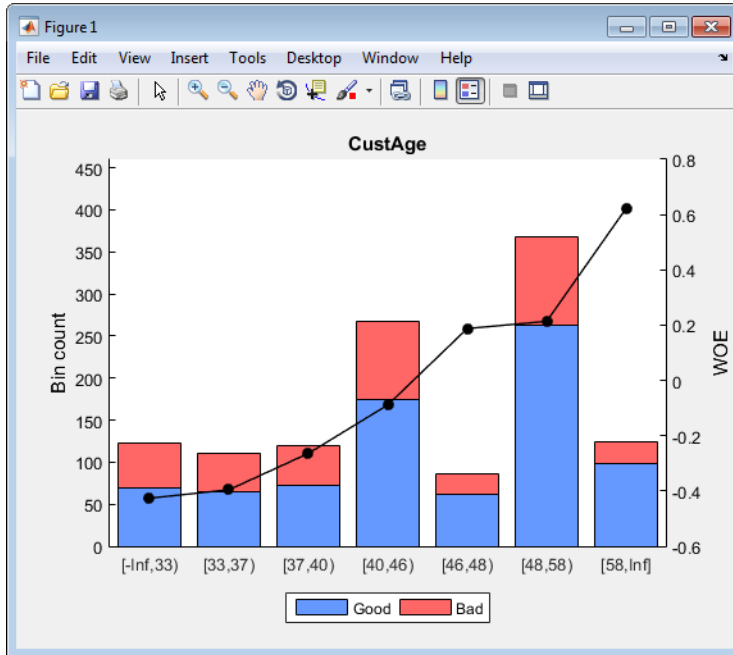 Figure 1
File Edit View Insert Tools Desktop Window Help
CustAge
450
400
350
300
250
200
150
100
50
0
Bin count
0.8
0.6
0.4
0.2
0
-0.2
-0.4
-0.6
WOE
[-Inf,33) [33,37) [37,40) [40,46) [46,48) [48,58) [58,Inf]
Good Bad